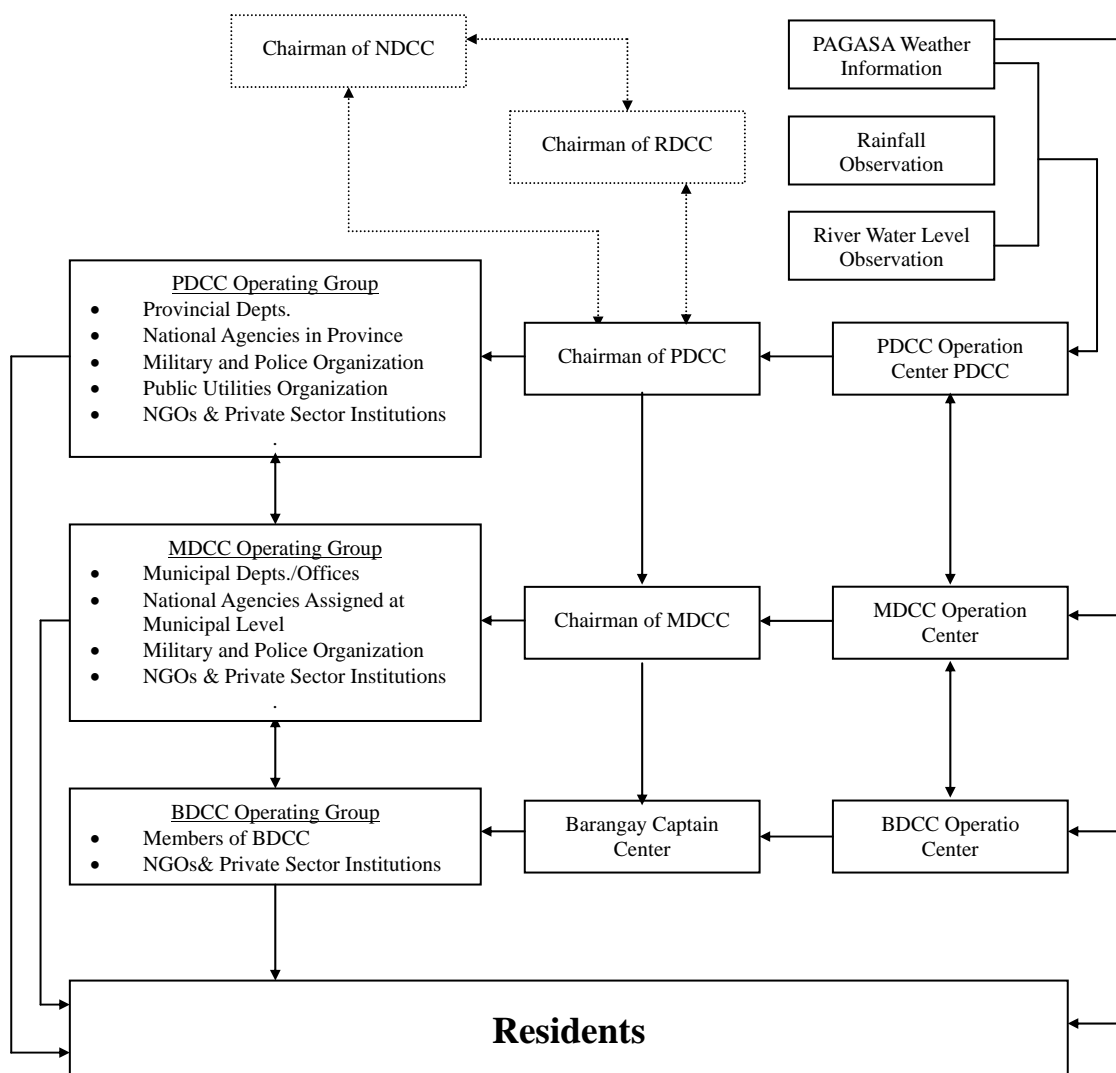 Chairman of NDCC
PAGASA Weather
Information
Chairman of RDCC
Rainfall
Observation
River Water Level
Observation
PDCC Operating Group
• Provincial Depts.
• National Agencies in Province
• Military and Police Organization
• Public Utilities Organization
• NGOs & Private Sector Institutions
.
Chairman of PDCC
PDCC Operation
Center PDCC
MDCC Operating Group
• Municipal Depts./Offices
• National Agencies Assigned at
Municipal Level
• Military and Police Organization
• NGOs & Private Sector Institutions
.
Chairman of MDCC
MDCC Operation
Center
BDCC Operating Group
• Members of BDCC
• NGOs& Private Sector Institutions
Barangay Captain
Center
BDCC Operatio
Center
Residents